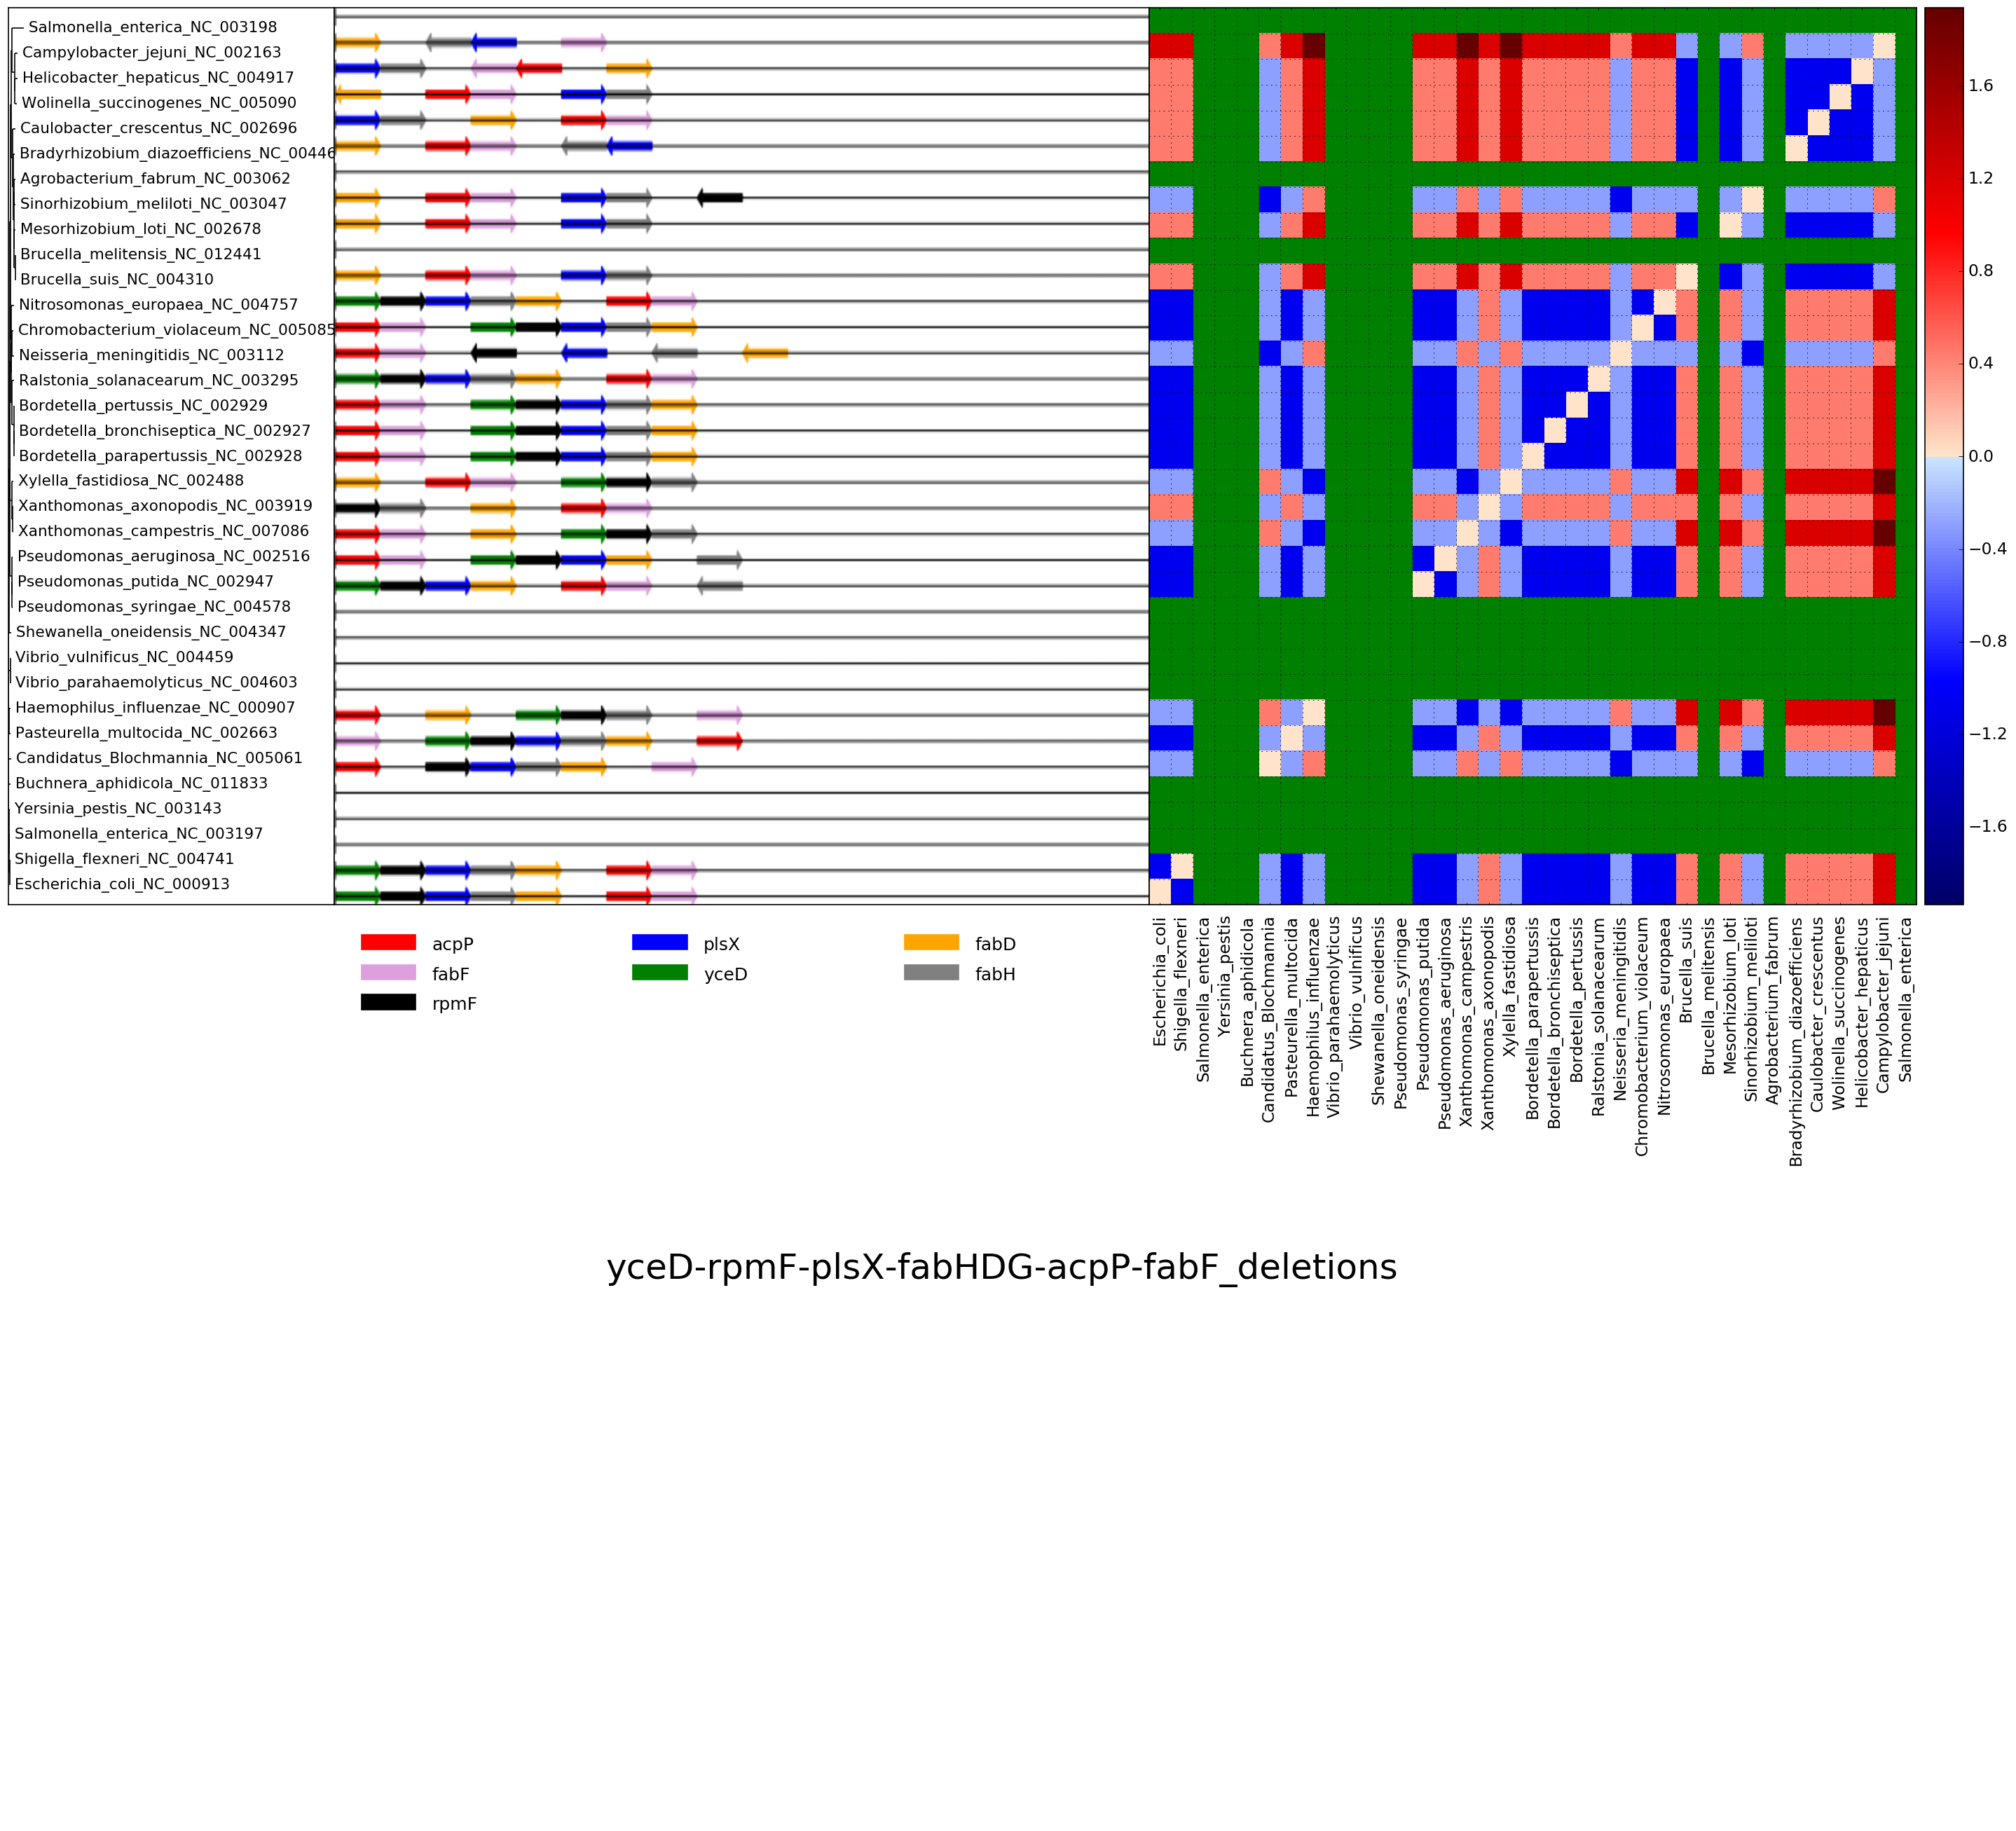 Salmonella_enterica_NC_003198
Campylobacter_jejuni_NC_002163
Helicobacter_hepaticus_NC_004917
Wolinella_succinogenes_NC_005090
Caulobacter_crescentus_NC_002696
Bradyrhizobium_diazoefficiens_NC_00446
Agrobacterium_fabrum_NC_003062
Sinorhizobium_meliloti_NC_003047
Mesorhizobium_loti_NC_002678
Brucella_melitensis_NC_012441
Brucella_suis_NC_004310
Nitrosomonas_europaea_NC_004757
Chromobacterium_violaceum_NC_005085
Neisseria_meningitidis_NC_003112
Ralstonia_solanacearum_NC_003295
Bordetella_pertussis_NC_002929
Bordetella_bronchiseptica_NC_002927
Bordetella_parapertussis_NC_002928
Xylella_fastidiosa_NC_002488
Xanthomonas_axonopodis_NC_003919
Xanthomonas_campestris_NC_007086
Pseudomonas_aeruginosa_NC_002516
Pseudomonas_putida_NC_002947
Pseudomonas_syringae_NC_004578
Shewanella_oneidensis_NC_004347
Vibrio_vulnificus_NC_004459
Vibrio_parahaemolyticus_NC_004603
Haemophilus_influenzae_NC_000907
Pasteurella_multocida_NC_002663
Candidatus_Blochmannia_NC_005061
Buchnera_aphidicola_NC_011833
Yersinia_pestis_NC_003143
Salmonella_enterica_NC_003197
Shigella_flexneri_NC_004741
Escherichia_coli_NC_000913
1.6
1.2
0.8
0.4
0.0
−0.4
−0.8
−1.2
−1.6
Escherichia_coli
Shigella_flexneri
Salmonella_enterica
Yersinia_pestis
Buchnera_aphidicola
Candidatus_Blochmannia
Pasteurella_multocida
Haemophilus_influenzae
Vibrio_parahaemolyticus
Vibrio_vulnificus
Shewanella_oneidensis
Pseudomonas_syringae
Pseudomonas_putida
Pseudomonas_aeruginosa
Xanthomonas_campestris
Xanthomonas_axonopodis
Xylella_fastidiosa
Bordetella_parapertussis
Bordetella_bronchiseptica
Bordetella_pertussis
Ralstonia_solanacearum
Neisseria_meningitidis
Chromobacterium_violaceum
Nitrosomonas_europaea
Brucella_suis
Brucella_melitensis
Mesorhizobium_loti
Sinorhizobium_meliloti
Agrobacterium_fabrum
Bradyrhizobium_diazoefficiens
Caulobacter_crescentus
Wolinella_succinogenes
Helicobacter_hepaticus
Campylobacter_jejuni
Salmonella_enterica
acpP plsX fabD
fabF yceD fabH
rpmF
yceD-rpmF-plsX-fabHDG-acpP-fabF_deletions